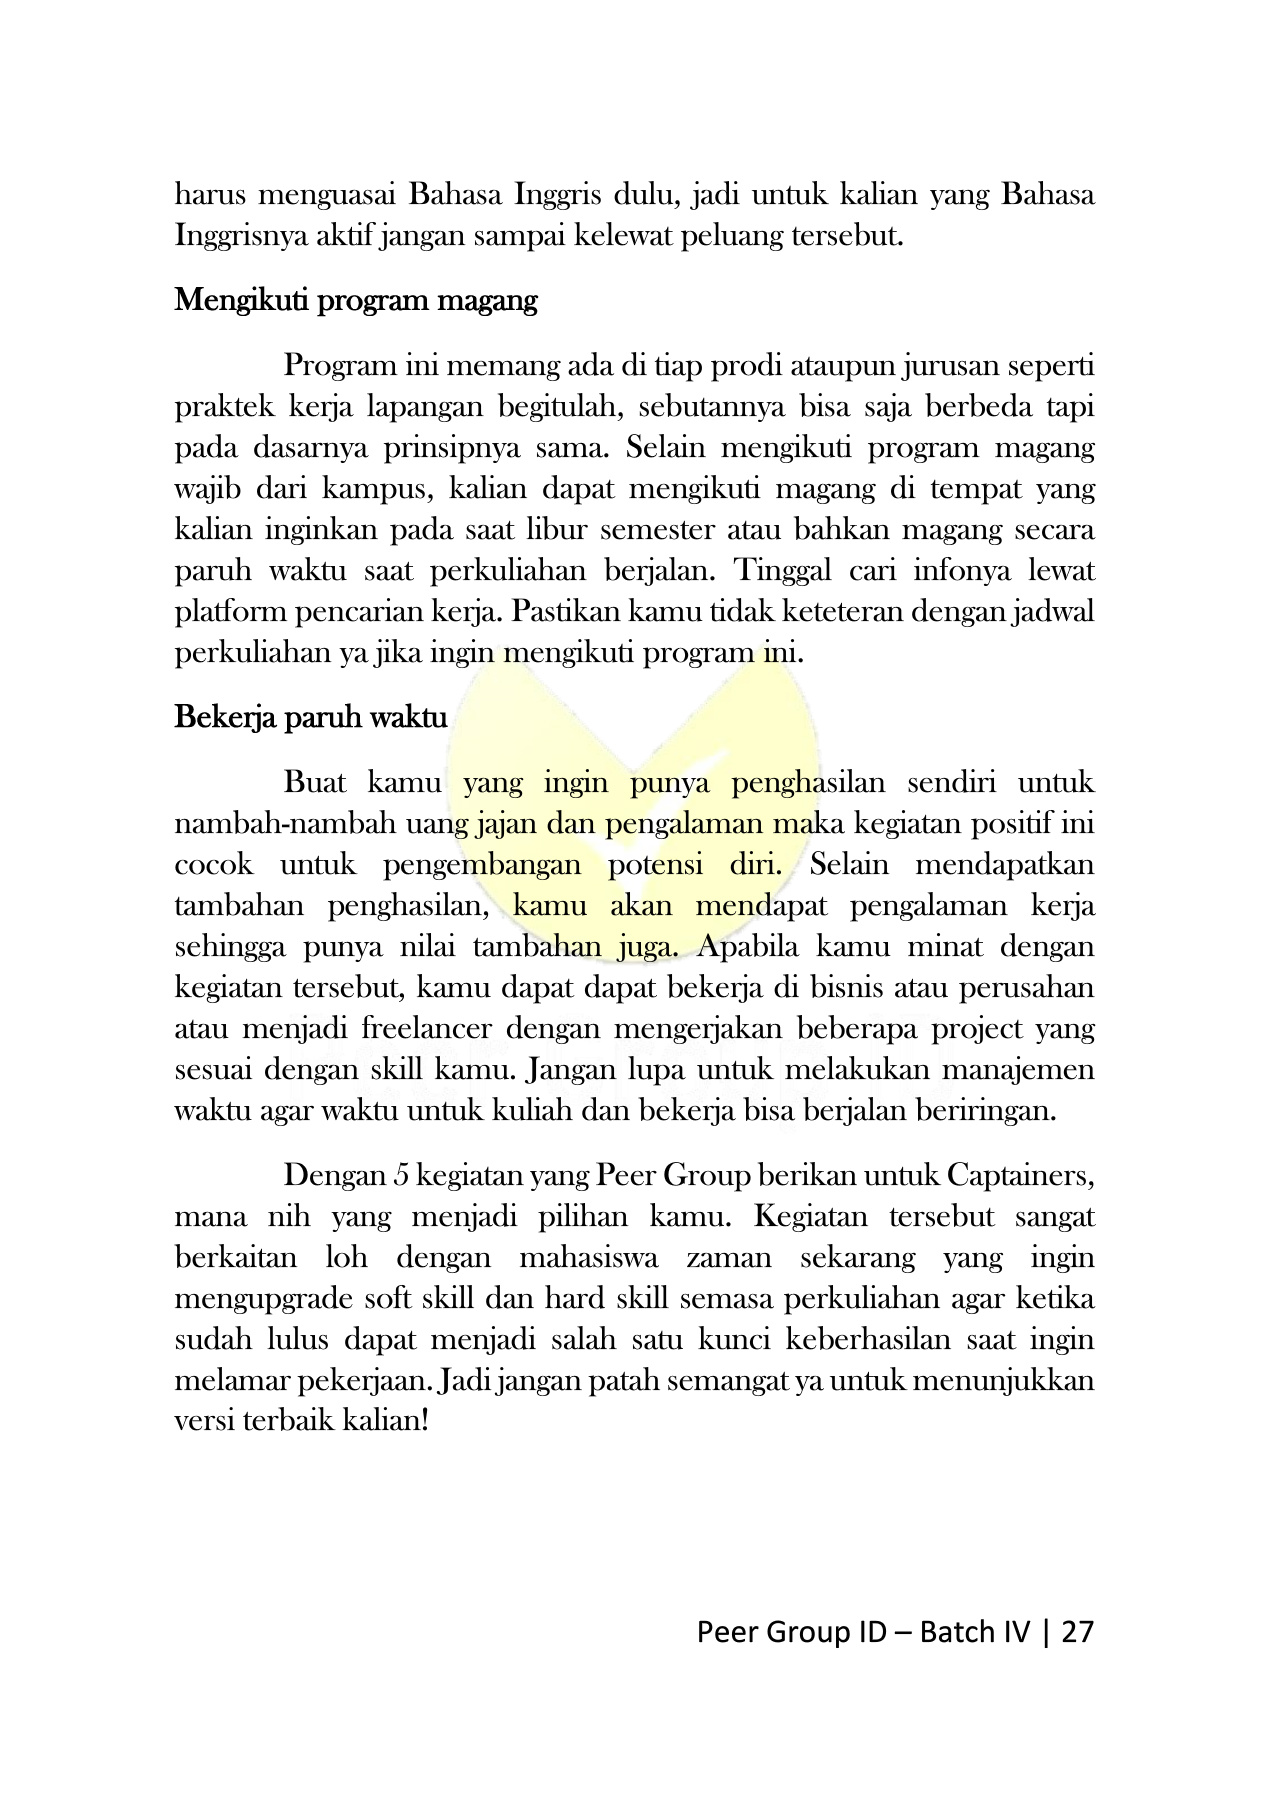 harus menguasai Bahasa Inggris dulu, jadi untuk kalian yang Bahasa
Inggrisnya aktif jangan sampai kelewat peluang tersebut.
Mengikuti program magang
Program ini memang ada di tiap prodi ataupun jurusan seperti
praktek kerja lapangan begitulah, sebutannya bisa saja berbeda tapi
pada dasarnya prinsipnya sama. Selain mengikuti program magang
wajib dari kampus, kalian dapat mengikuti magang di tempat yang
kalian inginkan pada saat libur semester atau bahkan magang secara
paruh waktu saat perkuliahan berjalan. Tinggal cari infonya lewat
platform pencarian kerja. Pastikan kamu tidak keteteran dengan jadwal
perkuliahan ya jika ingin mengikuti program ini.
Bekerja paruh waktu
Buat kamu yang ingin punya penghasilan sendiri untuk
nambah-nambah uang jajan dan pengalaman maka kegiatan positif ini
cocok untuk pengembangan potensi diri. Selain mendapatkan
tambahan penghasilan, kamu akan mendapat pengalaman kerja
sehingga punya nilai tambahan juga. Apabila kamu minat dengan
kegiatan tersebut, kamu dapat dapat bekerja di bisnis atau perusahan
atau menjadi freelancer dengan mengerjakan beberapa project yang
sesuai dengan skill kamu. Jangan lupa untuk melakukan manajemen
waktu agar waktu untuk kuliah dan bekerja bisa berjalan beriringan.
Dengan 5 kegiatan yang Peer Group berikan untuk Captainers,
mana nih yang menjadi pilihan kamu. Kegiatan tersebut sangat
berkaitan loh dengan mahasiswa zaman sekarang yang ingin
mengupgrade soft skill dan hard skill semasa perkuliahan agar ketika
sudah lulus dapat menjadi salah satu kunci keberhasilan saat ingin
melamar pekerjaan. Jadi jangan patah semangat ya untuk menunjukkan
versi terbaik kalian!
Peer Group ID – Batch IV | 27